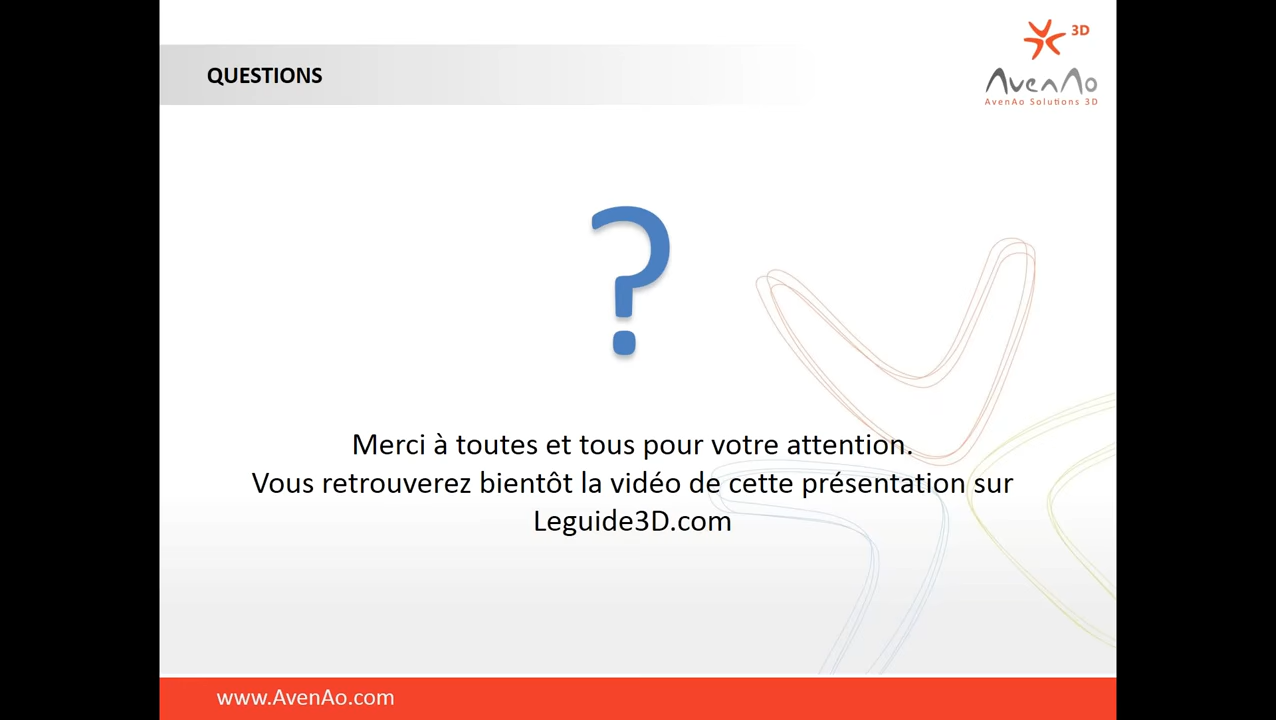 QUESTIONS
3D
AvenAo
AvenAo Solutions 3D
?
Merci à toutes et tous pour votre attention.
Vous retrouverez bientôt la vidéo de cette présentation sur
Leguide3D.com
www.AvenAo.com